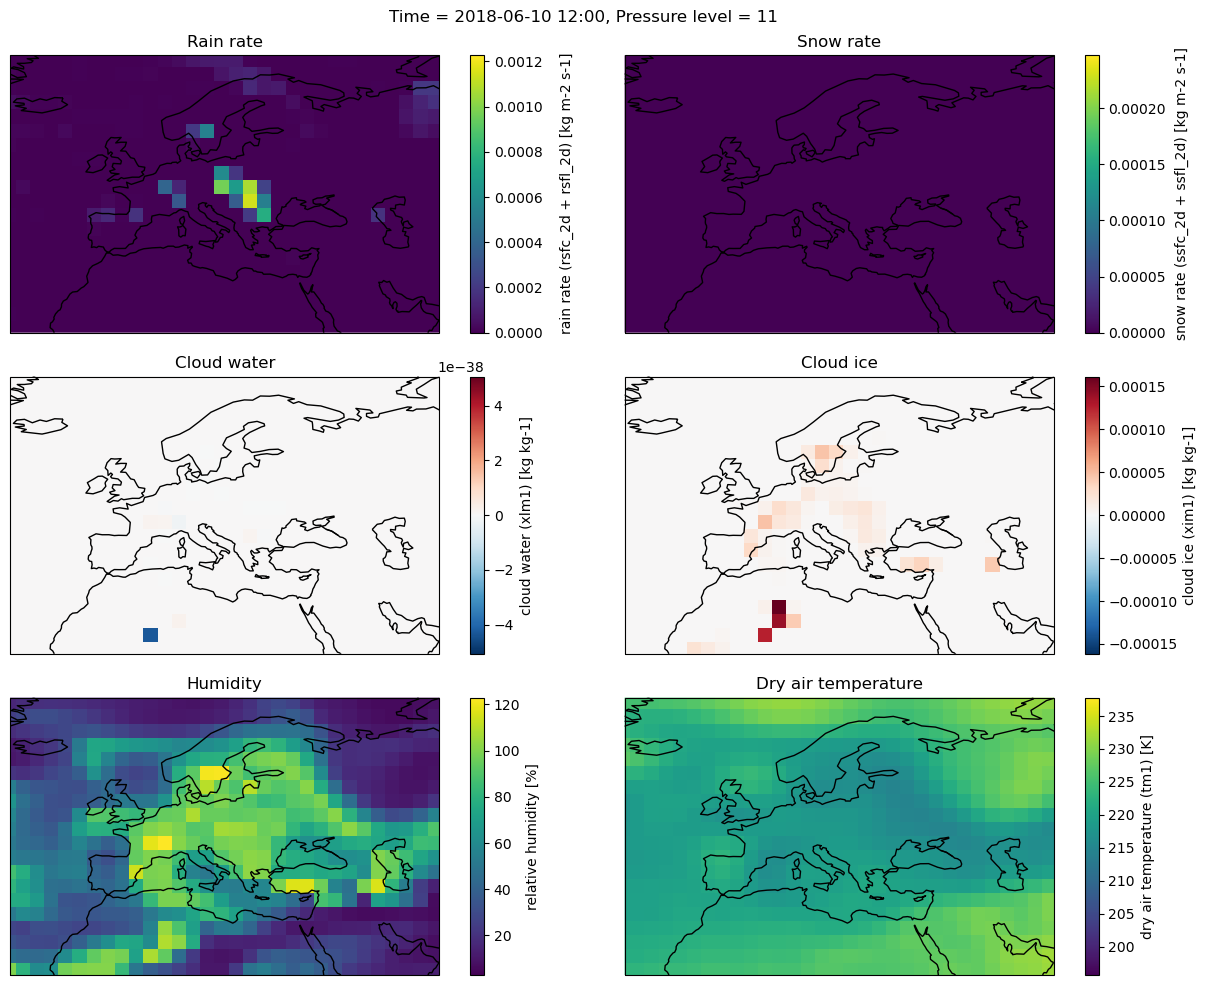 Time = 2018-06-10 12:00, Pressure level = 11
Rain rate
0.0012
0.0010
0.0008
0.0006
0.0004
0.0002
0.0000
rain rate (rsfc_2d + rsfl_2d) [kg m-2 s-1]
Snow rate
0.00020
0.00015
0.00010
0.00005
0.00000
snow rate (ssfc_2d + ssfl_2d) [kg m-2 s-1]
Cloud water
1e−38
4
2
0
−2
−4
cloud water (xlm1) [kg kg-1]
Cloud ice
0.00015
0.00010
0.00005
0.00000
−0.00005
−0.00010
−0.00015
cloud ice (xim1) [kg kg-1]
Humidity
120
100
80
60
40
20
relative humidity [%]
Dry air temperature
235
230
225
220
215
210
205
200
dry air temperature (tm1) [K]